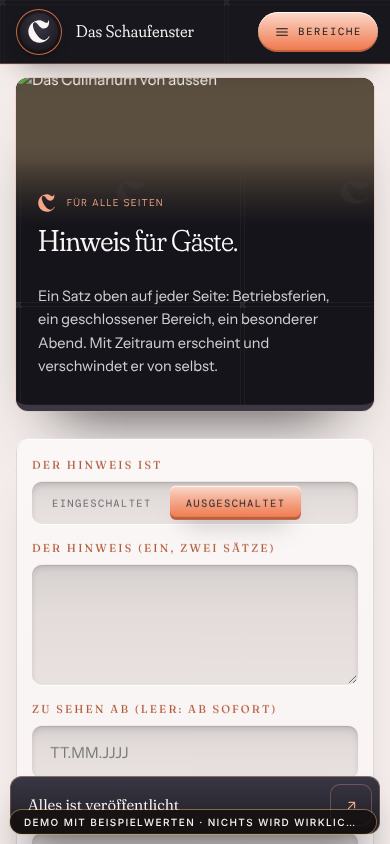 Das Schaufenster
BEREICHE
Das Culinarium von aussen
FÜR ALLE SEITEN
Hinweis für Gäste.
Ein Satz oben auf jeder Seite: Betriebsferien,
ein geschlossener Bereich, ein besonderer
Abend. Mit Zeitraum erscheint und
verschwindet er von selbst.
DER HINWEIS IST
EINGESCHALTET
AUSGESCHALTET
DER HINWEIS (EIN, ZWEI SÄTZE)
ZU SEHEN AB (LEER: AB SOFORT)
TT.MM.JJJJ
Alles ist veröffentlicht
DEMO MIT BEISPIELWERTEN · NICHTS WIRD WIRKLIC…